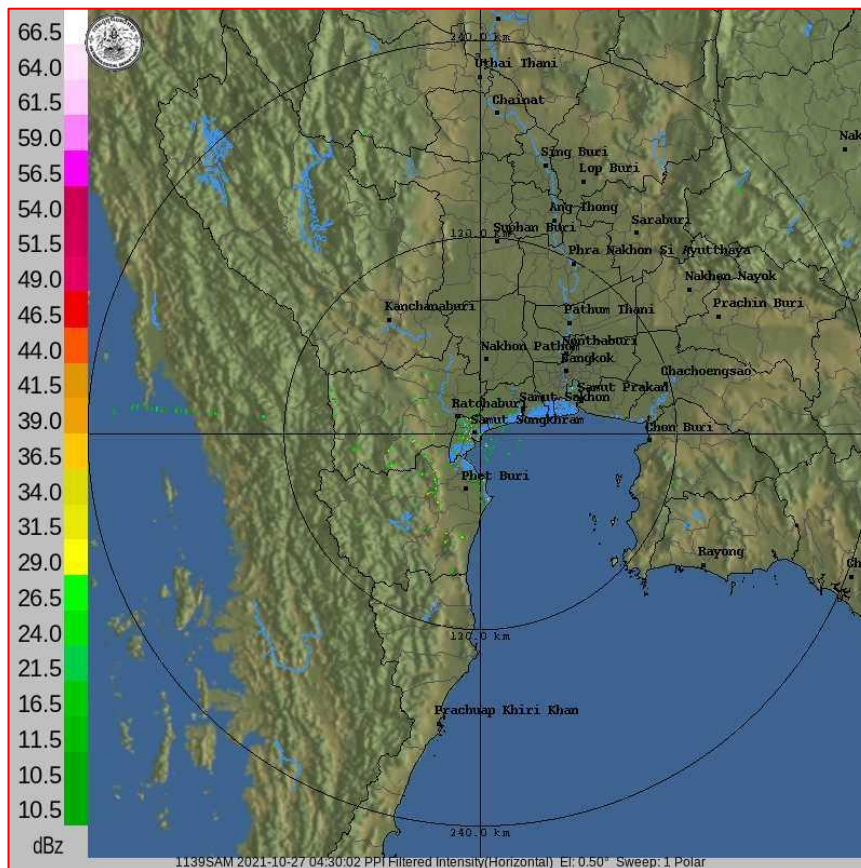 66.5
64.0
61.5
59.0
56.5
54.0
51.5
49.0
46.5
44.0
41.5
39.0
36.5
34.0
31.5
29.0
26.5
24.0
21.5
16.5
11.5
10.5
10.5
dBz
240.0 km
Uthai Thani
Chainat
Sing Buri
Lop Buri
Nak
Ang Thong
Saraburi
Suphan Buri
120.0 km
Phra Nakhon Si Ayutthaya
Nakhon Nayok
Prachin Buri
Kanchanaburi
Pathum Thani
Nonthaburi
Nakhon Pathom
Bangkok
Chachoengsao
Samut Prakan
Samut Sakhon
Ratchaburi
Samut Songkhram
Chon Buri
Phet Buri
Rayong
Ch
120.0 km
Prachuap Khiri Khan
240.0 km
1139SAM 2021-10-27 04:30:02 PPI Filtered Intensity(Horizontal) El: 0.50° Sweep: 1 Polar